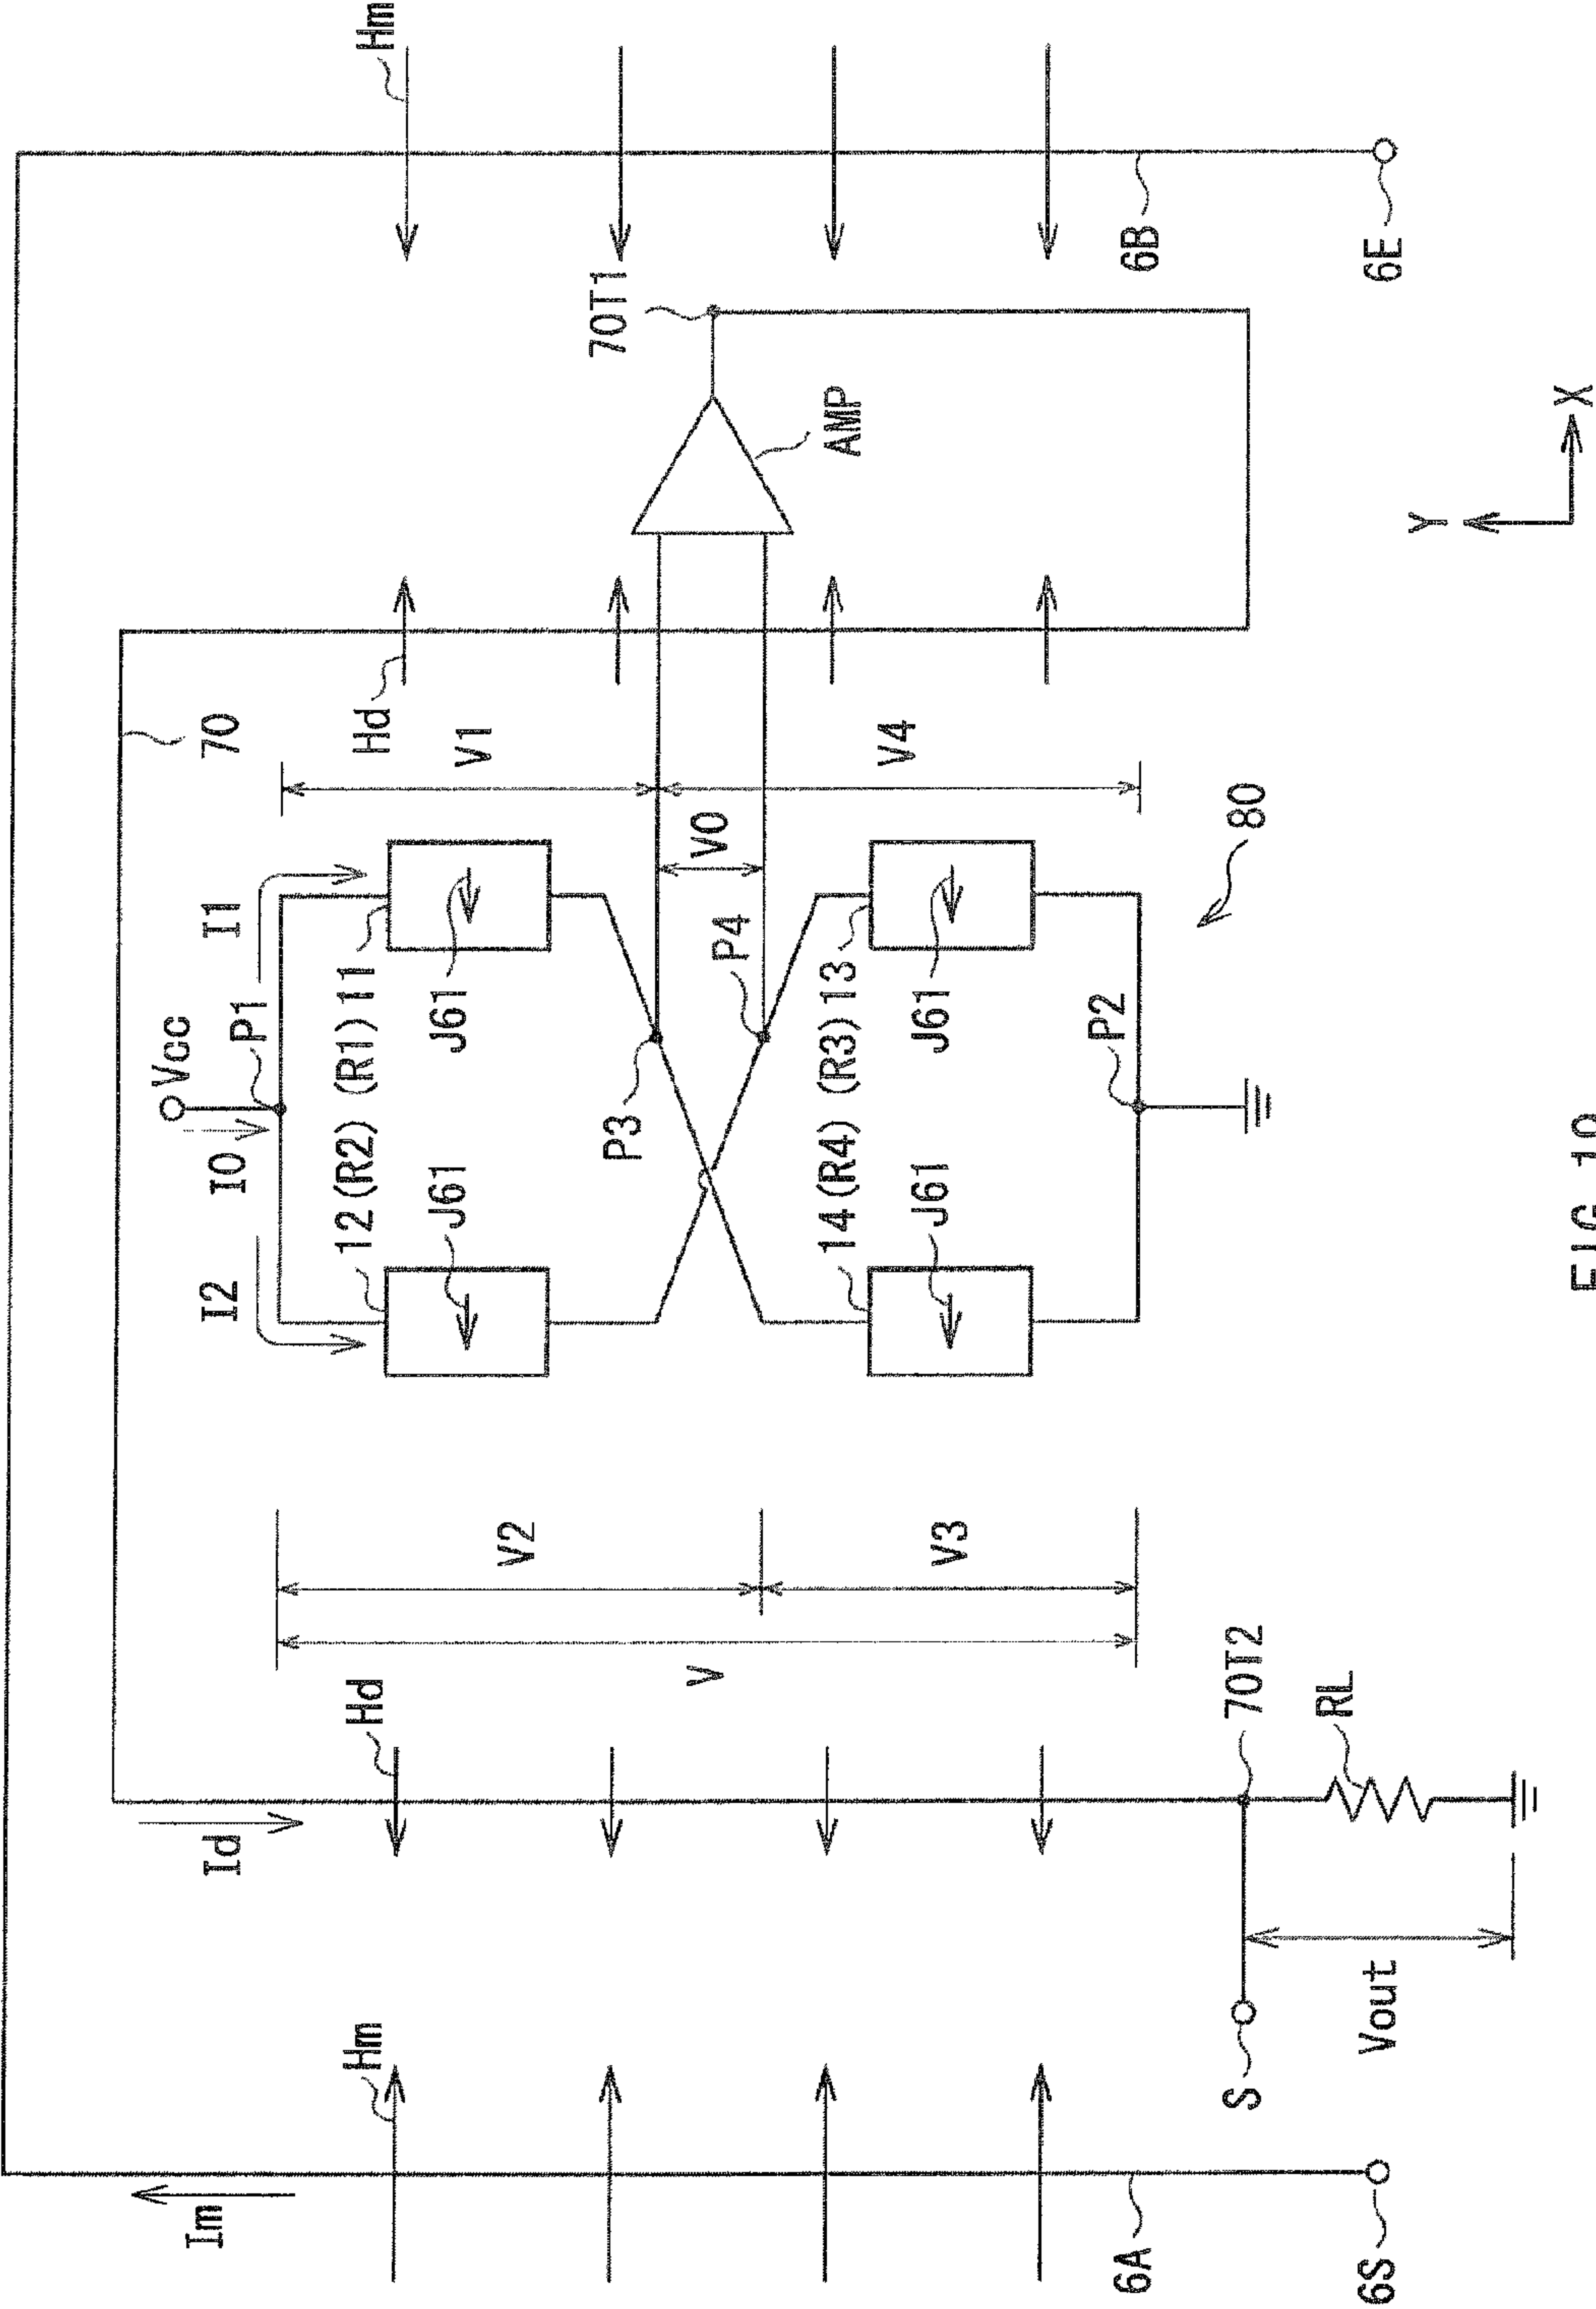 Hm
Vcc
P1
I0
I1
I2
12(R2)
(R1)11
J61
J61
P3
P4
V0
14(R4)
(R3)13
J61
J61
P2
80
V1
V4
V2
V3
V
Hd
70
Hd
Id
AMP
70T1
6B
6E
70T2
RL
S
Vout
Hm
Im
6A
6S
Y
X